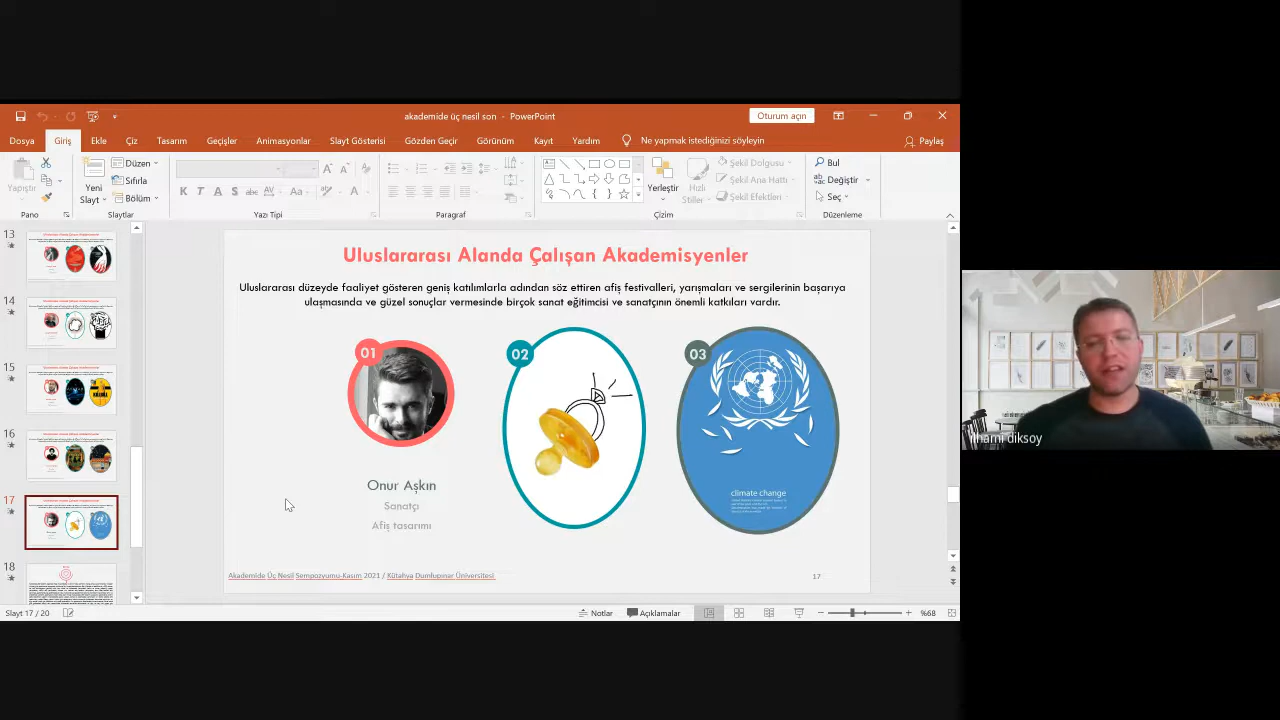 akademide üç nesil son - PowerPoint
Oturum açın
Dosya Giriş Ekle Çiz Tasarım Geçişler Animasyonlar Slayt Gösterisi Gözden Geçir Görünüm Kayıt Yardım Ne yapmak istediğinizi söyleyin Paylaş
Yapıştır
Yeni
Slayt
Düzen
Sıfırla
Bölüm
K T A S abc AV Aa A
Yerleştir
Hızlı
Stiller
Şekil Dolgusu
Şekil Ana Hattı
Şekil Efektleri
Bul
Değiştir
Seç
Pano Slaytlar Yazı Tipi Paragraf Çizim Düzenleme
13
14
15
16
17
18
Uluslararası Alanda Çalışan Akademisyenler
Uluslararası düzeyde faaliyet gösteren geniş katılımlarla adından söz ettiren afiş festivalleri, yarışmaları ve sergilerinin başarıya
ulaşmasında ve güzel sonuçlar vermesinde birçok sanat eğitimcisi ve sanatçının önemli katkıları vardır.
01
02
03
Onur Aşkın
Sanatçı
Afiş tasarımı
climate change
Akademide Üç Nesil Sempozyumu-Kasım 2021 / Kütahya Dumlupınar Üniversitesi
17
Slayt 17 / 20
Notlar
Açıklamalar
%68
ilhami diksoy